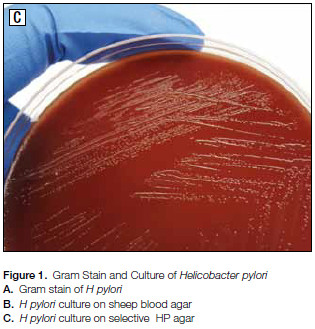 C
Figure 1. Gram Stain and Culture of Helicobacter pylori
A. Gram stain of H pylori
B. H pylori culture on sheep blood agar
C. H pylori culture on selective HP agar